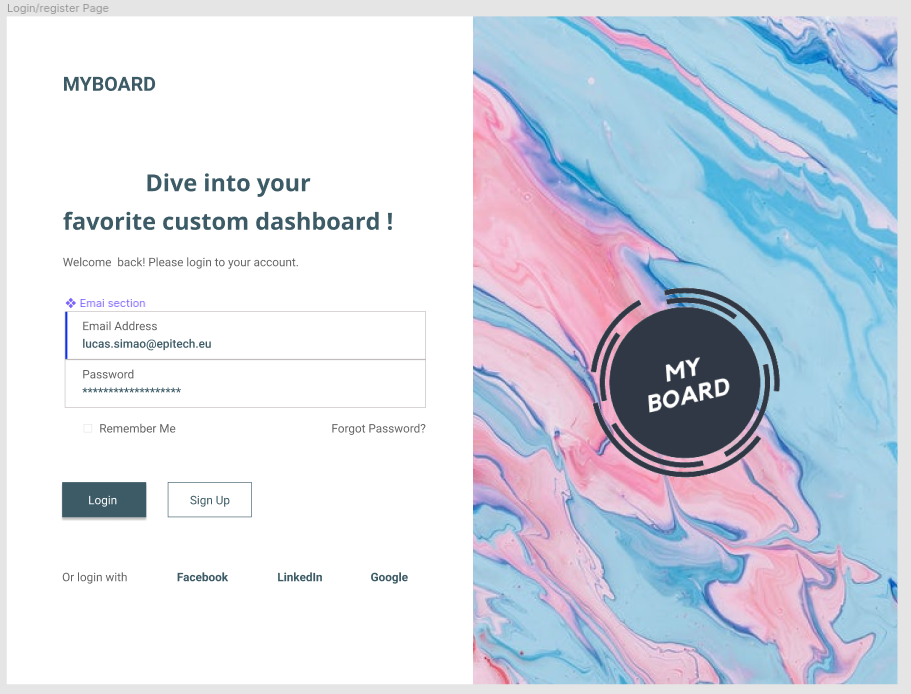 Login/register Page
MYBOARD
Dive into your
favorite custom dashboard !
Welcome  back! Please login to your account.
Emai section
Email Address
lucas.simao@epitech.eu
Password
*******************
Remember Me
Forgot Password?
Login
Sign Up
Or login with
Facebook
LinkedIn
Google
MY
BOARD